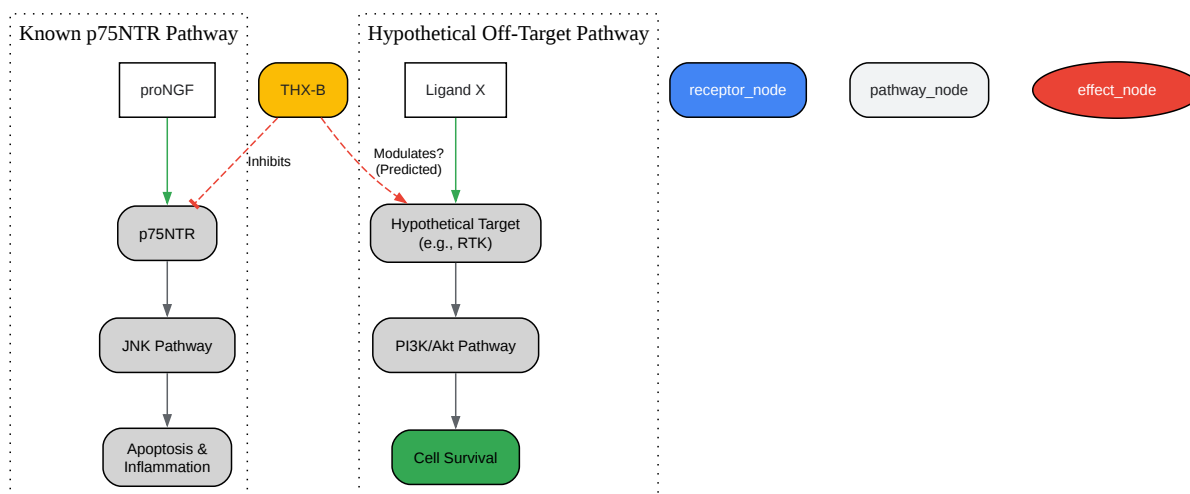 Known p75NTR Pathway
Hypothetical Off-Target Pathway
proNGF
THX-B
Ligand X
receptor_node
pathway_node
effect_node
Inhibits
Modulates?
(Predicted)
p75NTR
Hypothetical Target
(e.g., RTK)
JNK Pathway
PI3K/Akt Pathway
Apoptosis &
Inflammation
Cell Survival